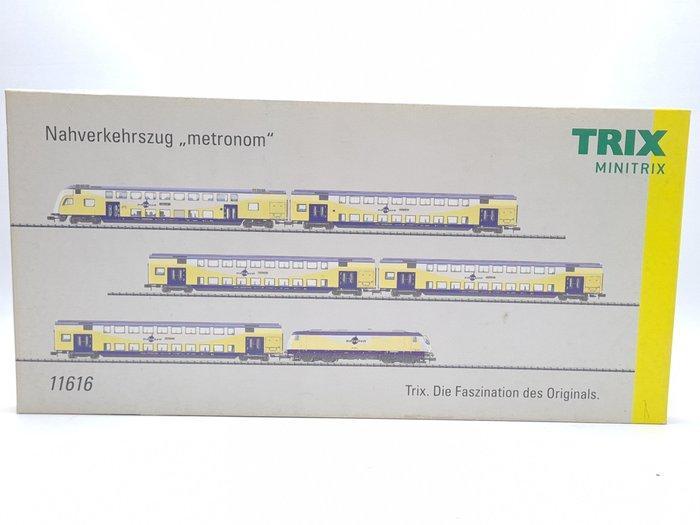 Nahverkehrszug „metronom“
TRIX
MINITRIX
11616
Trix. Die Faszination des Originals.